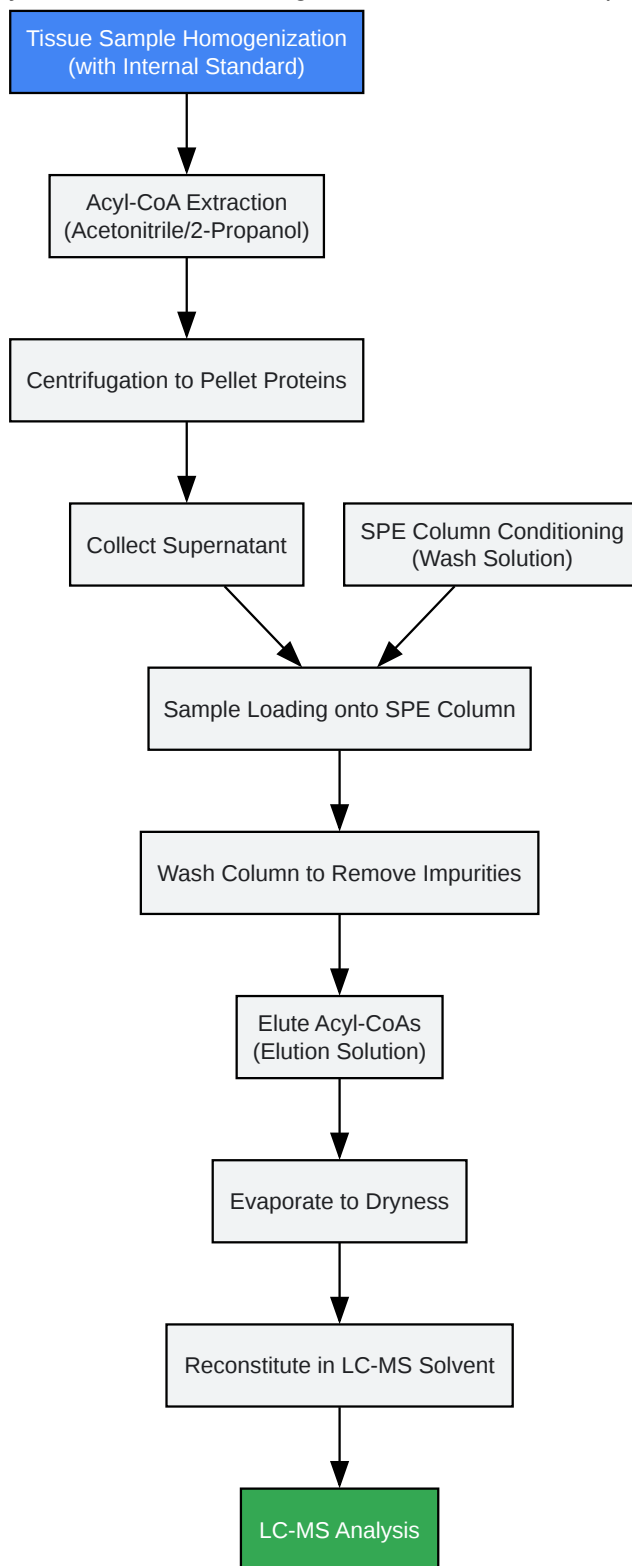 Tissue Sample Homogenization
(with Internal Standard)
Acyl-CoA Extraction
(Acetonitrile/2-Propanol)
Centrifugation to Pellet Proteins
Collect Supernatant
SPE Column Conditioning
(Wash Solution)
Sample Loading onto SPE Column
Wash Column to Remove Impurities
Elute Acyl-CoAs
(Elution Solution)
Evaporate to Dryness
Reconstitute in LC-MS Solvent
LC-MS Analysis